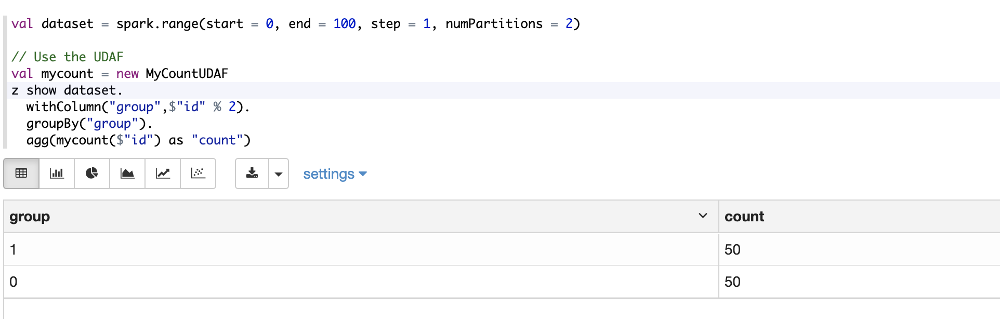 val dataset = spark.range(start = 0, end = 100, step = 1, numPartitions = 2)
// Use the UDAF
val mycount = new MyCountUDAF
z show dataset.
withColumn("group",$"id" % 2).
groupBy("group").
agg(mycount($"id") as "count")
settings
group count
1 50
0 50